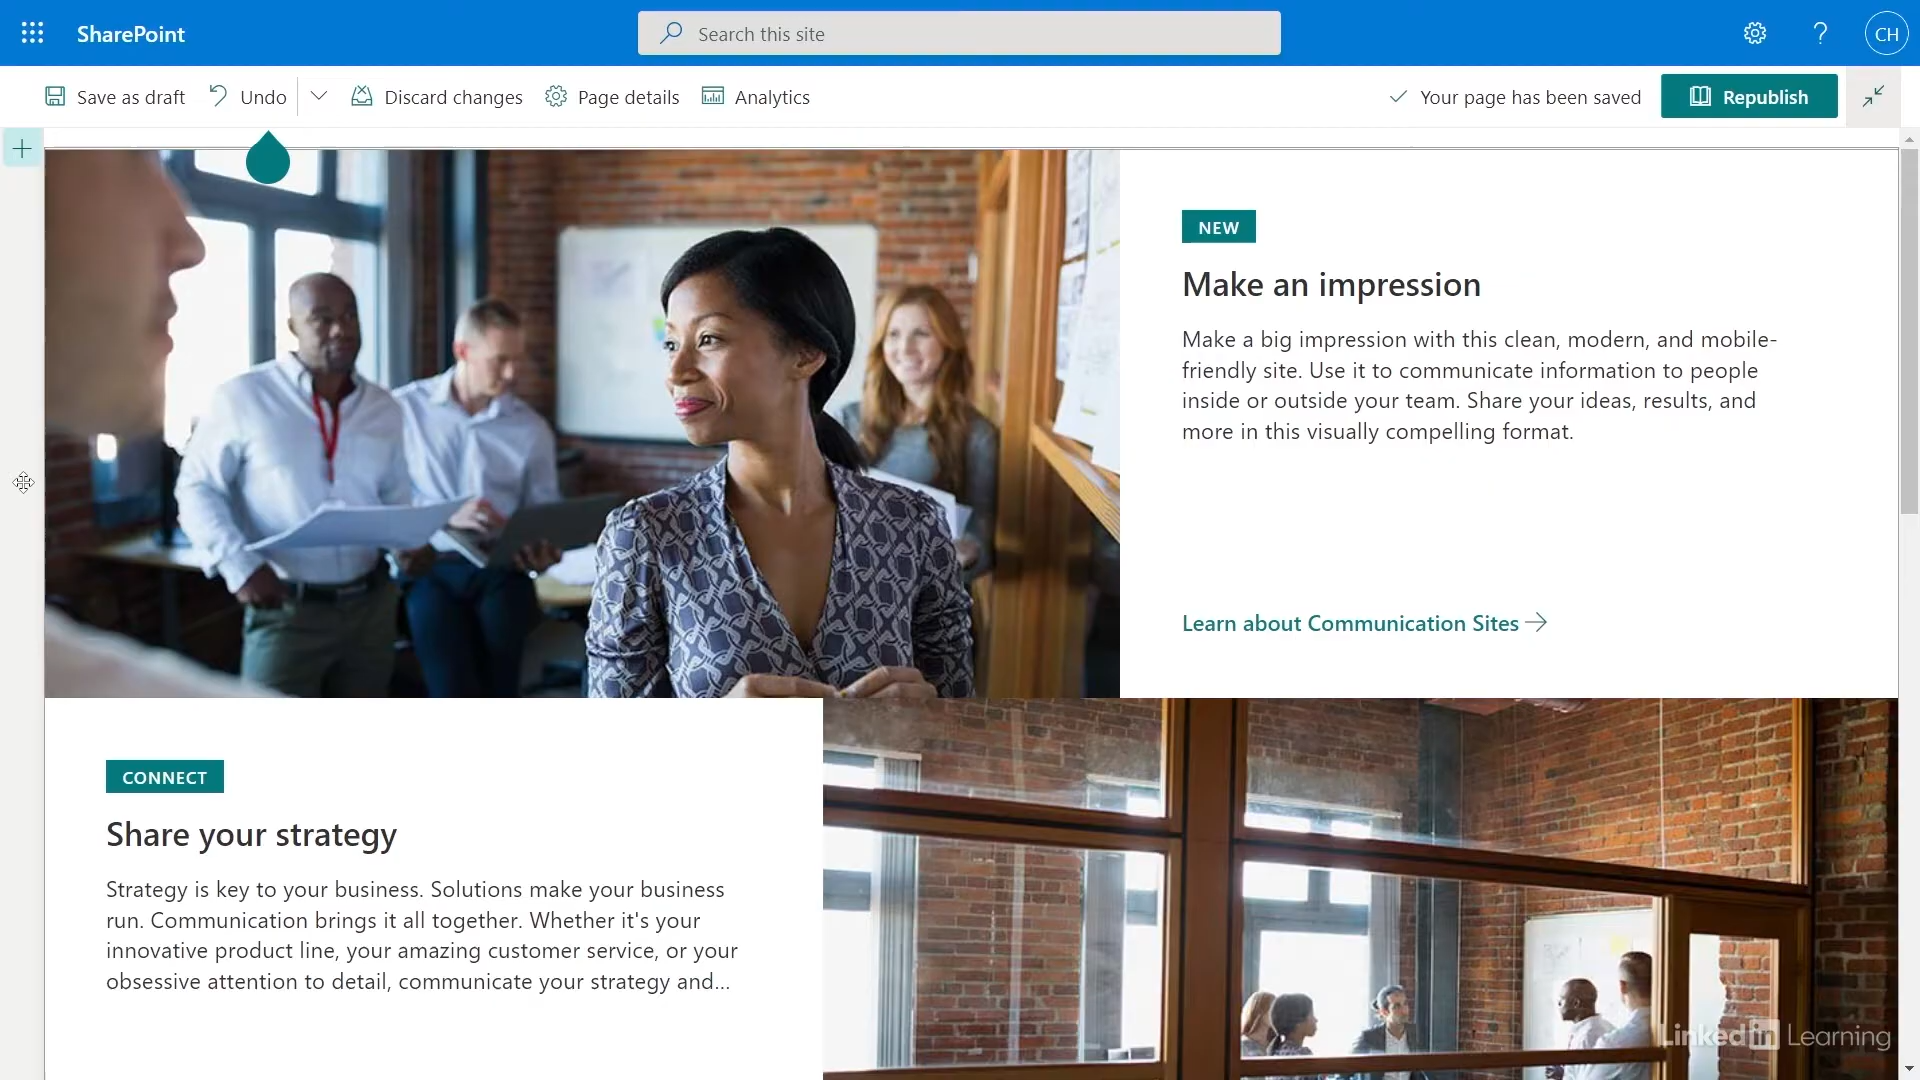 SharePoint
Search this site
?
CH
Save as draft
Undo
Discard changes
Page details
Analytics
Your page has been saved
Republish
NEW
Make an impression
Make a big impression with this clean, modern, and mobile-
friendly site. Use it to communicate information to people
inside or outside your team. Share your ideas, results, and
more in this visually compelling format.
Learn about Communication Sites
CONNECT
Share your strategy
Strategy is key to your business. Solutions make your business
run. Communication brings it all together. Whether it's your
innovative product line, your amazing customer service, or your
obsessive attention to detail, communicate your strategy and...
LinkedIn Learning